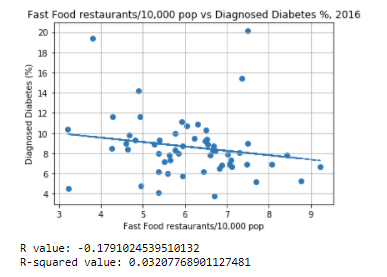 Fast Food restaurants/10,000 pop vs Diagnosed Diabetes %, 2016
20
18
16
14
12
10
8
6
4
Diagnosed Diabetes (%)
3 4 5 6 7 8 9
Fast Food restaurants/10,000 pop
R value: -0.1791024539510132
R-squared value: 0.03207768901127481